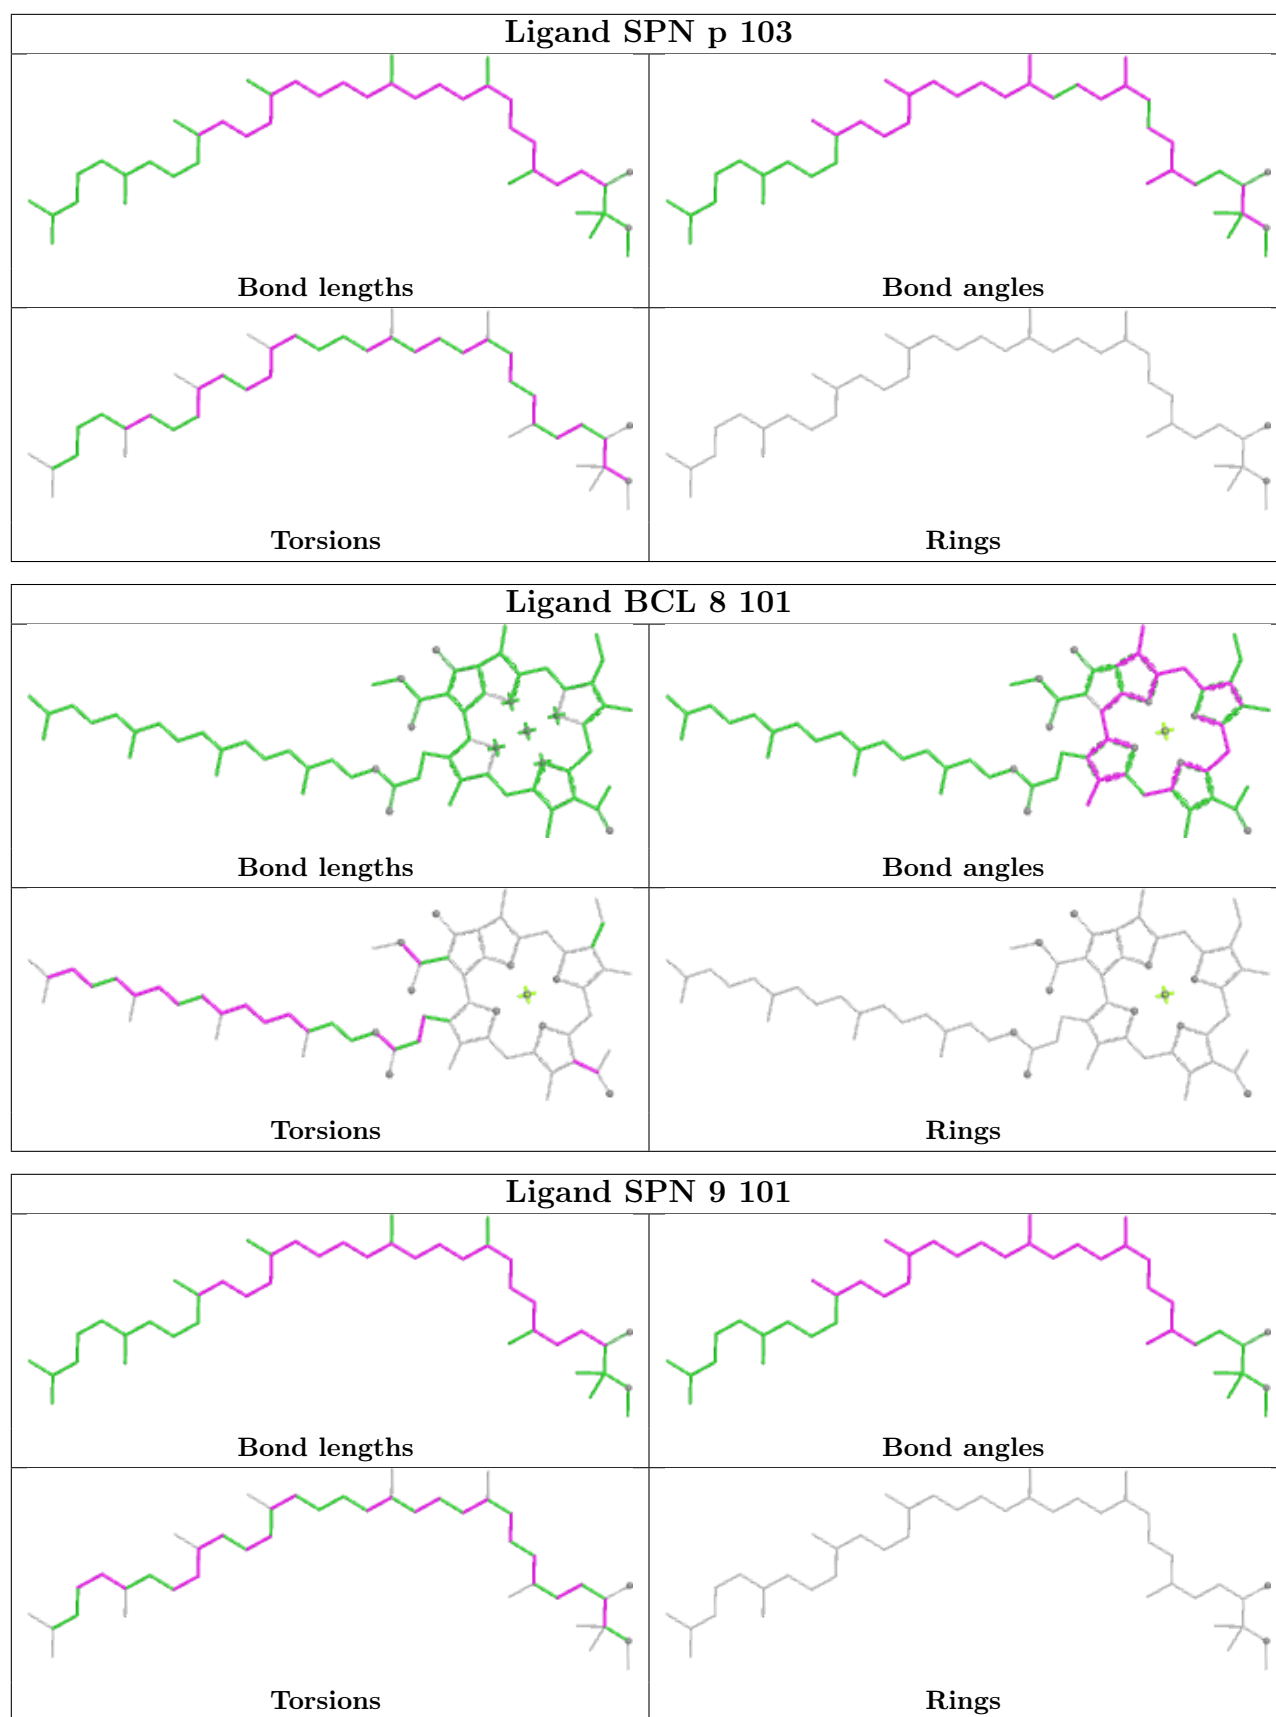 Ligand SPN p 103
Bond lengths
Bond angles
Torsions
Rings
Ligand BCL 8 101
Bond lengths
Bond angles
Torsions
Rings
Ligand SPN 9 101
Bond lengths
Bond angles
Torsions
Rings